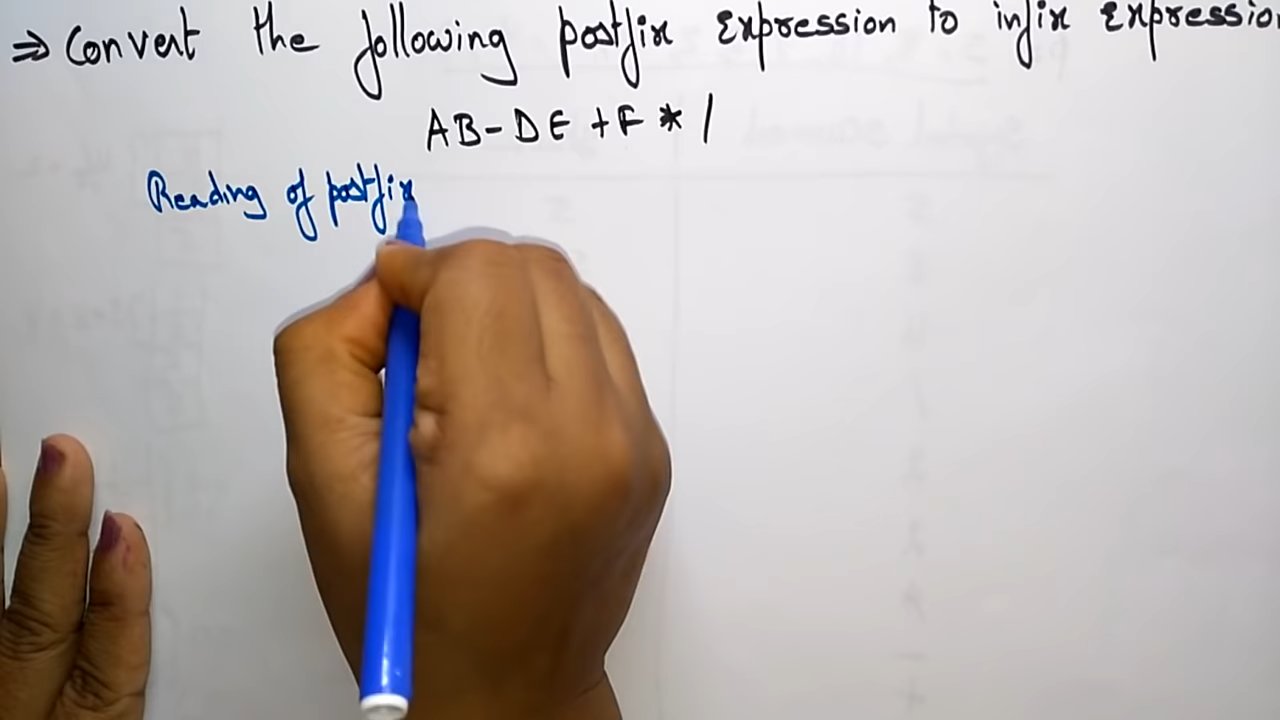 ⇒ Convert the following postfix expression to infix expressio
AB-DE+F*/
Reading of postfix